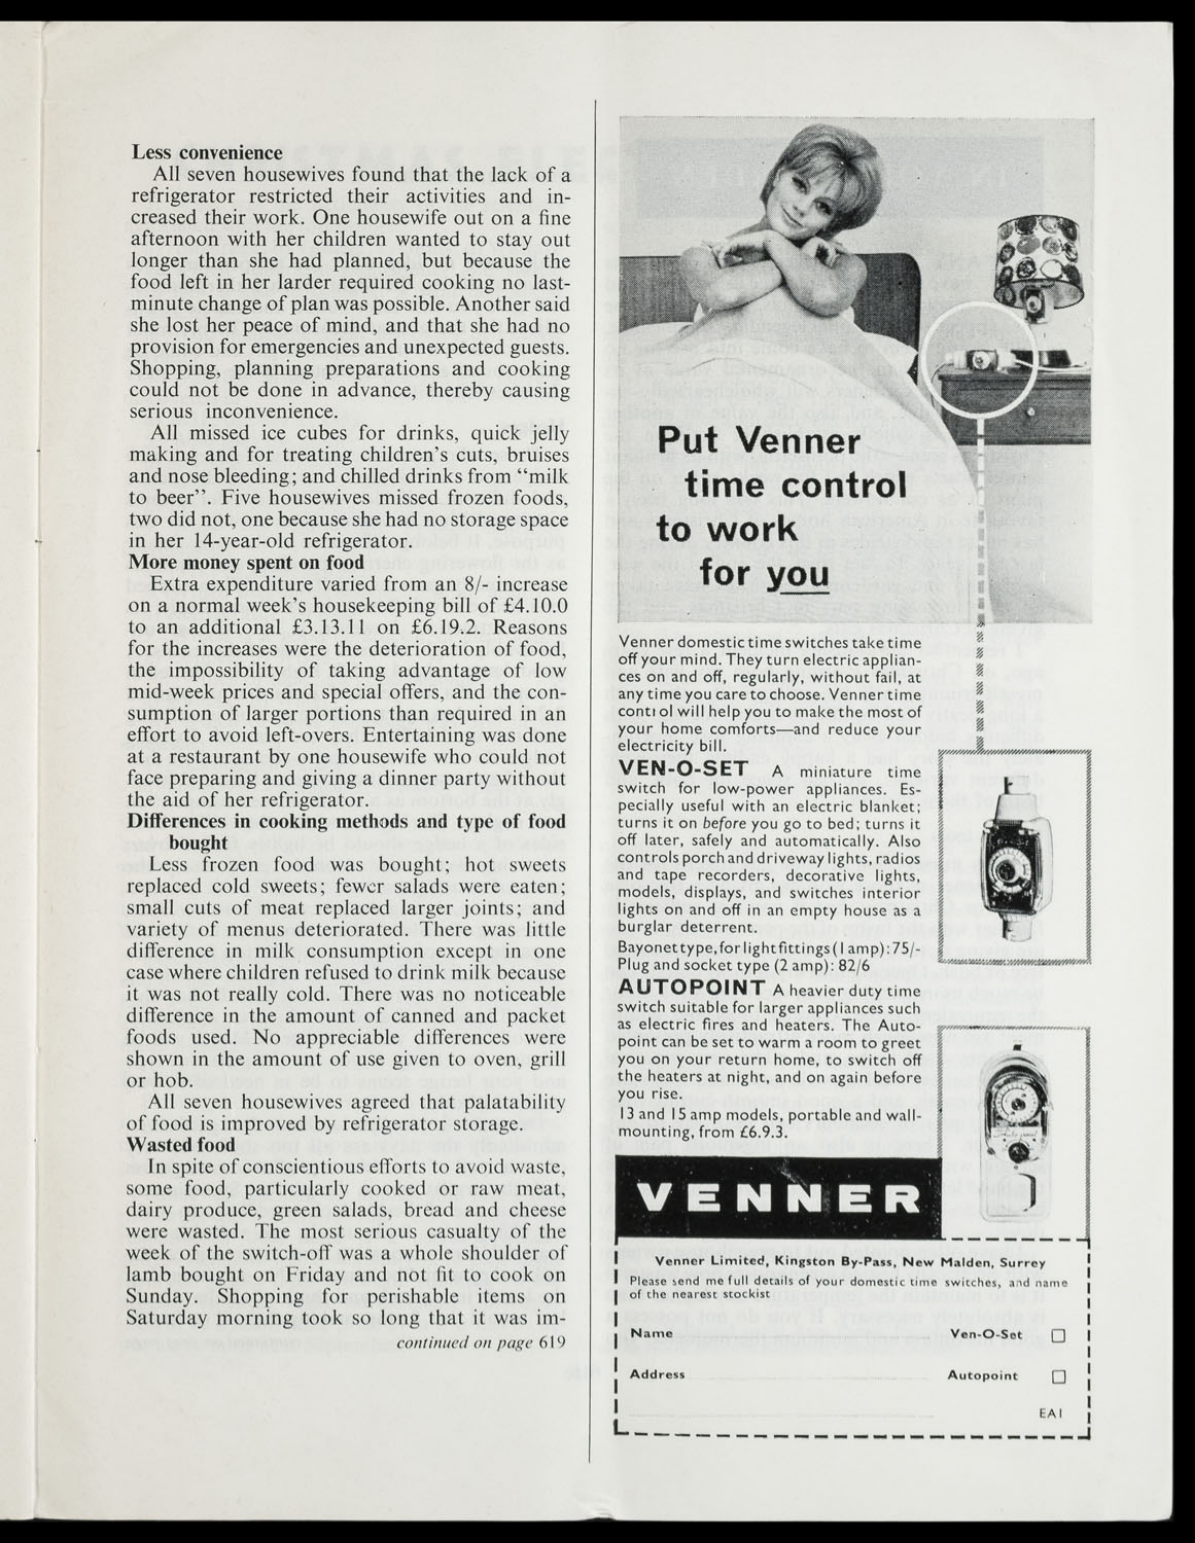 Less convenience
All seven housewives found that the lack of a
refrigerator restricted their activities and in-
creased their work. One housewife out on a fine
afternoon with her children wanted to stay out
longer than she had planned, but because the
food left in her larder required cooking no last-
minute change of plan was possible. Another said
she lost her peace of mind, and that she had no
provision for emergencies and unexpected guests.
Shopping, planning preparations and cooking
could not be done in advance, thereby causing
serious inconvenience.
All missed ice cubes for drinks, quick jelly
making and for treating children's cuts, bruises
and nose bleeding; and chilled drinks from “milk
to beer”. Five housewives missed frozen foods,
two did not, one because she had no storage space
in her 14-year-old refrigerator.
More money spent on food
Extra expenditure varied from an 8/- increase
on a normal week's housekeeping bill of £4.10.0
to an additional £3.13.11 on £6.19.2. Reasons
for the increases were the deterioration of food,
the impossibility of taking advantage of low
mid-week prices and special offers, and the con-
sumption of larger portions than required in an
effort to avoid left-overs. Entertaining was done
at a restaurant by one housewife who could not
face preparing and giving a dinner party without
the aid of her refrigerator.
Differences in cooking methods and type of food
bought
Less frozen food was bought; hot sweets
replaced cold sweets; fewer salads were eaten;
small cuts of meat replaced larger joints; and
variety of menus deteriorated. There was little
difference in milk consumption except in one
case where children refused to drink milk because
it was not really cold. There was no noticeable
difference in the amount of canned and packet
foods used. No appreciable differences were
shown in the amount of use given to oven, grill
or hob.
All seven housewives agreed that palatability
of food is improved by refrigerator storage.
Wasted food
In spite of conscientious efforts to avoid waste,
some food, particularly cooked or raw meat,
dairy produce, green salads, bread and cheese
were wasted. The most serious casualty of the
week of the switch-off was a whole shoulder of
lamb bought on Friday and not fit to cook on
Sunday. Shopping for perishable items on
Saturday morning took so long that it was im-
continued on page 619
Put Venner
time control
to work
for you
Venner domestic time switches take time
off your mind. They turn electric applian-
ces on and off, regularly, without fail, at
any time you care to choose. Venner time
control will help you to make the most of
your home comforts—and reduce your
electricity bill.
VEN-O-SET A miniature time
switch for low-power appliances. Es-
pecially useful with an electric blanket;
turns it on before you go to bed; turns it
off later, safely and automatically. Also
controls porch and driveway lights, radios
and tape recorders, decorative lights,
models, displays, and switches interior
lights on and off in an empty house as a
burglar deterrent.
Bayonet type, for light fittings (1 amp): 75/-
Plug and socket type (2 amp): 82/6
AUTOPOINT A heavier duty time
switch suitable for larger appliances such
as electric fires and heaters. The Auto-
point can be set to warm a room to greet
you on your return home, to switch off
the heaters at night, and on again before
you rise.
13 and 15 amp models, portable and wall-
mounting, from £6.9.3.
VENNER
Venner Limited, Kingston By-Pass, New Malden, Surrey
Please send me full details of your domestic time switches, and name
of the nearest stockist
Name Ven-O-Set
Address Autopoint
EA1